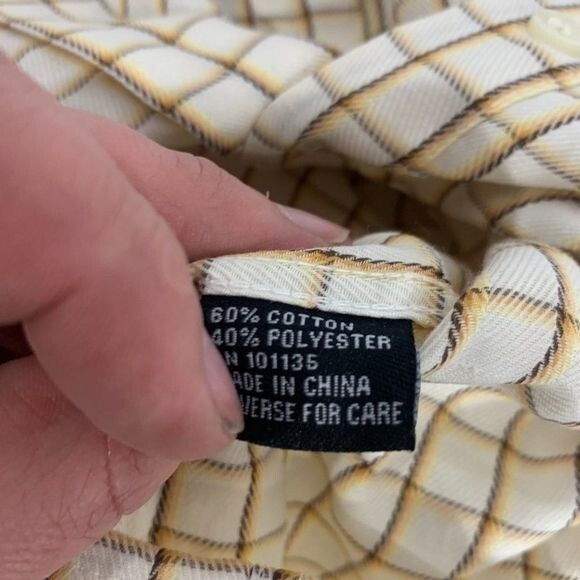 60% COTTON
40% POLYESTER
N 101135
ADE IN CHINA
VERSE FOR CARE